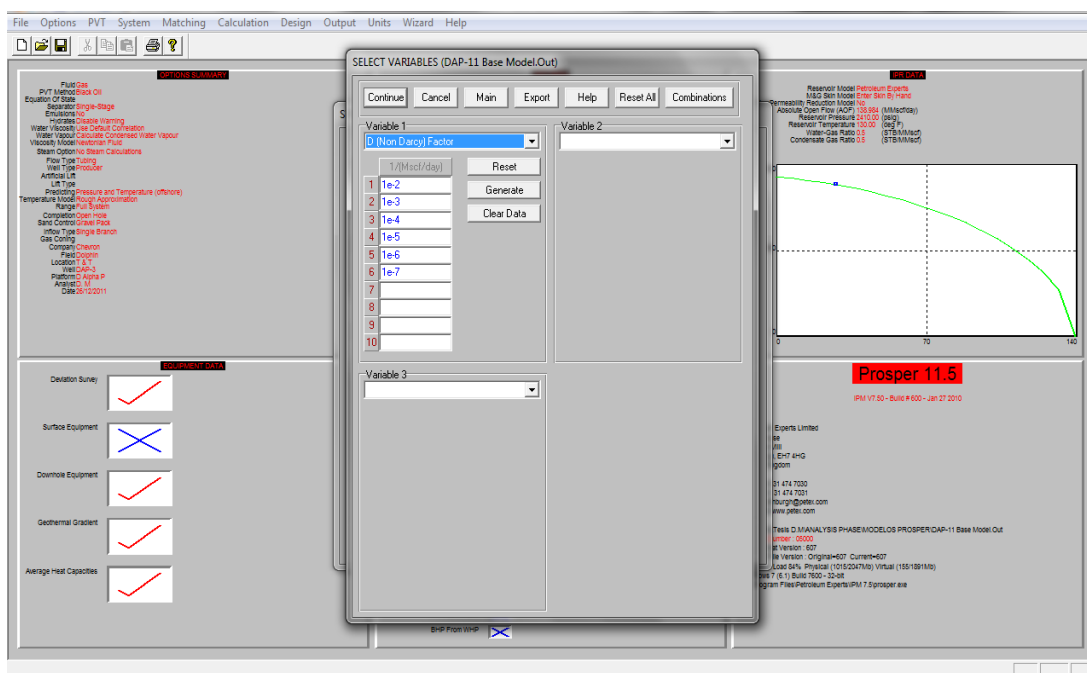 File Options PVT System Matching Calculation Design Output Units Wizard Help
SELECT VARIABLES (DAP-11 Base Model.Out)
Continue Cancel Main Export Help Reset All Combinations
Variable 1
D (Non Darcy) Factor
1/(Mscf/day)
1 1e-2
2 1e-3
3 1e-4
4 1e-5
5 1e-6
6 1e-7
7
8
9
10
Reset
Generate
Clear Data
Variable 2
Variable 3
OPTIONS SUMMARY
Fluid Gas
PVT Method Black Oil
Equation Of State
Separator Single-Stage
Emulsions No
Hydrates Disable Warning
Water Viscosity Use Default Correlation
Water Vapour Calculate Condensed Water Vapour
Viscosity Model Newtonian Fluid
Steam Option No Steam Calculations
Flow Type Tubing
Well Type Producer
Artificial Lift
Lift Type
Predicting Pressure and Temperature (offshore)
Temperature Model Rough Approximation
Range Full System
Completion Open Hole
Sand Control Gravel Pack
Inflow Type Single Branch
Gas Coning
Company Chevron
Field Dolphin
Location T & T
Well DAP-3
Platform D Alpha P
Analyst D. M
Date 26/12/2011
IPR DATA
Reservoir Model Petroleum Experts
M&G Skin Model Enter Skin By Hand
Permeability Reduction Model No
Absolute Open Flow (AOF) 138.984 (MMscf/day)
Reservoir Pressure 2410.00 (psig)
Reservoir Temperature 130.00 (deg F)
Water-Gas Ratio 0.5 (STB/MMscf)
Condensate Gas Ratio 0.5 (STB/MMscf)
0 70 140
EQUIPMENT DATA
Deviation Survey
Surface Equipment
Downhole Equipment
Geothermal Gradient
Average Heat Capacities
BHP From WHP
Prosper 11.5
IPM V7.50 - Build # 600 - Jan 27 2010
Experts Limited
, EH7 4HG
31 474 7030
31 474 7031
www.petex.com
Tesis D.M\ANALYSIS PHASE\MODELOS PROSPER\DAP-11 Base Model.Out
Version : 607
Version : Original=607 Current=607
Load 84% Physical (1015/2047Mb) Virtual (155/1891Mb)
7 (6.1) Build 7600 - 32-bit
Files\Petroleum Experts\IPM 7.5\prosper.exe